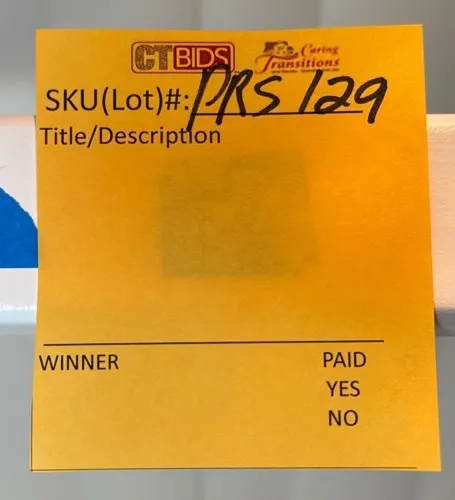 CTBIDS Caring Transitions
SKU(Lot)#: PRS 129
Title/Description
WINNER PAID
YES
NO